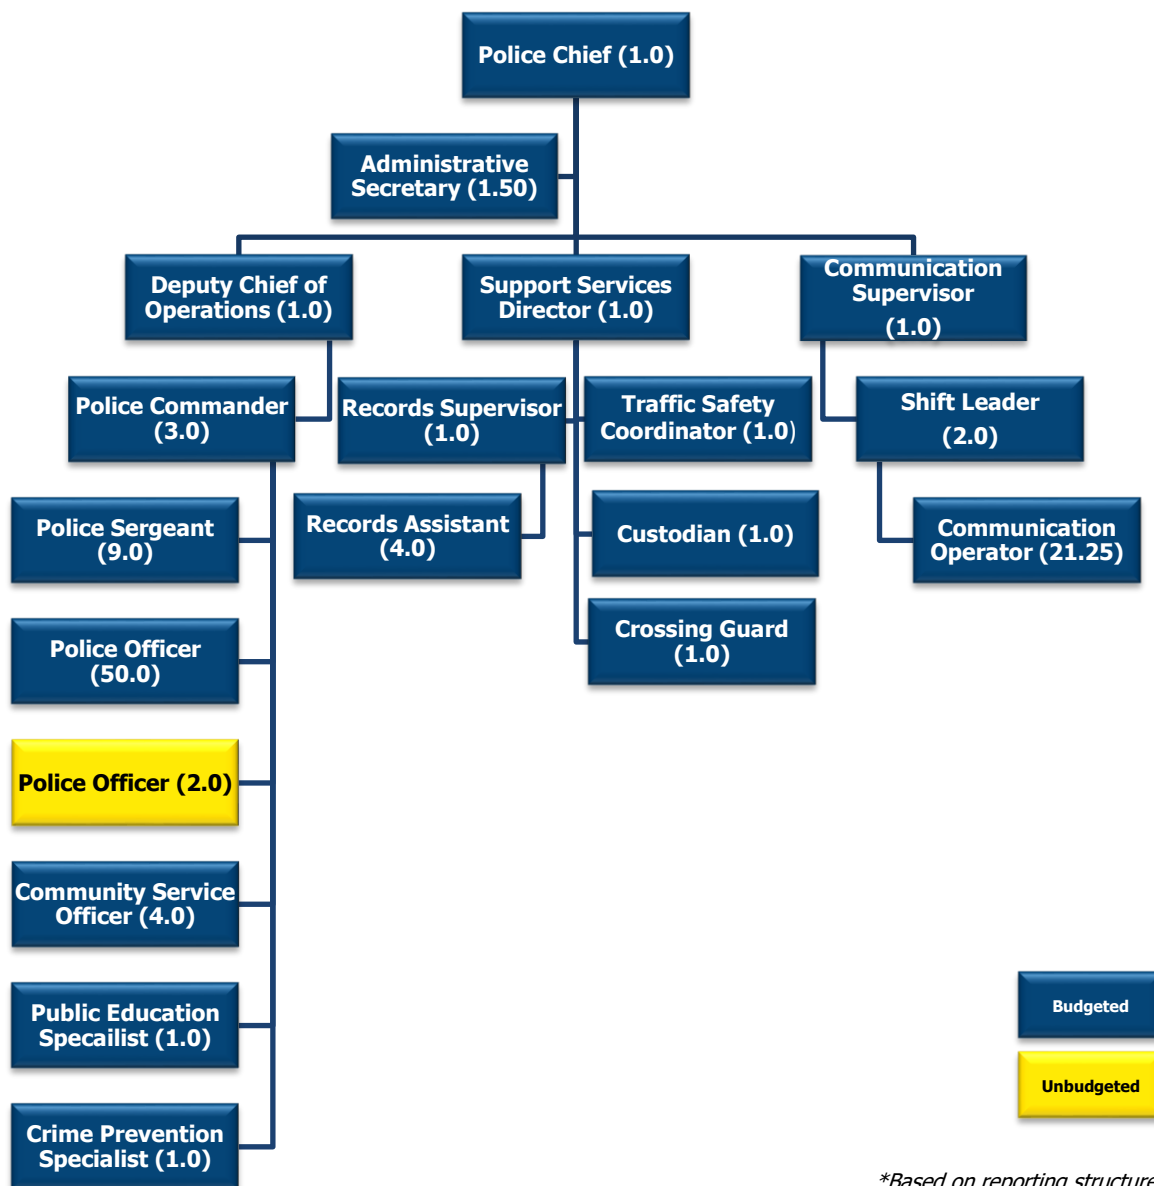 Police Chief (1.0)
Administrative
Secretary (1.50)
Deputy Chief of
Operations (1.0)
Support Services
Director (1.0)
Communication
Supervisor
(1.0)
Police Commander
(3.0)
Records Supervisor
(1.0)
Traffic Safety
Coordinator (1.0)
Shift Leader
(2.0)
Police Sergeant
(9.0)
Records Assistant
(4.0)
Custodian (1.0)
Communication
Operator (21.25)
Police Officer
(50.0)
Crossing Guard
(1.0)
Police Officer (2.0)
Community Service
Officer (4.0)
Public Education
Specailist (1.0)
Crime Prevention
Specialist (1.0)
Budgeted
Unbudgeted
*Based on reporting structure